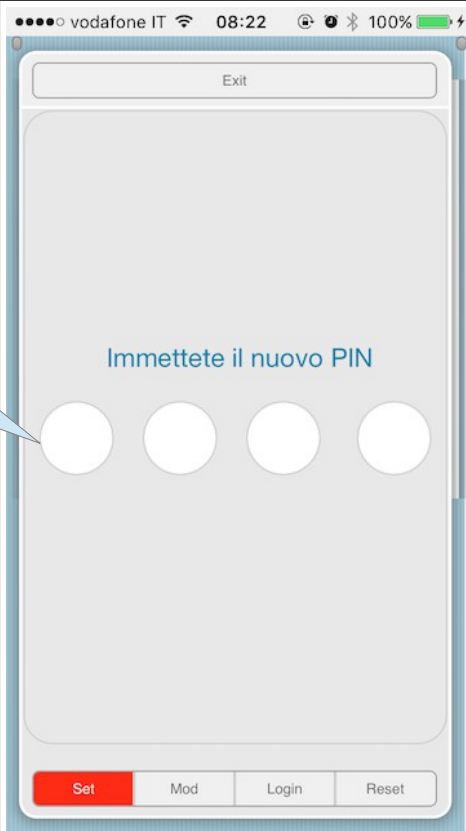 vodafone IT 08:22 100%
Exit
Immettete il nuovo PIN
Set Mod Login Reset